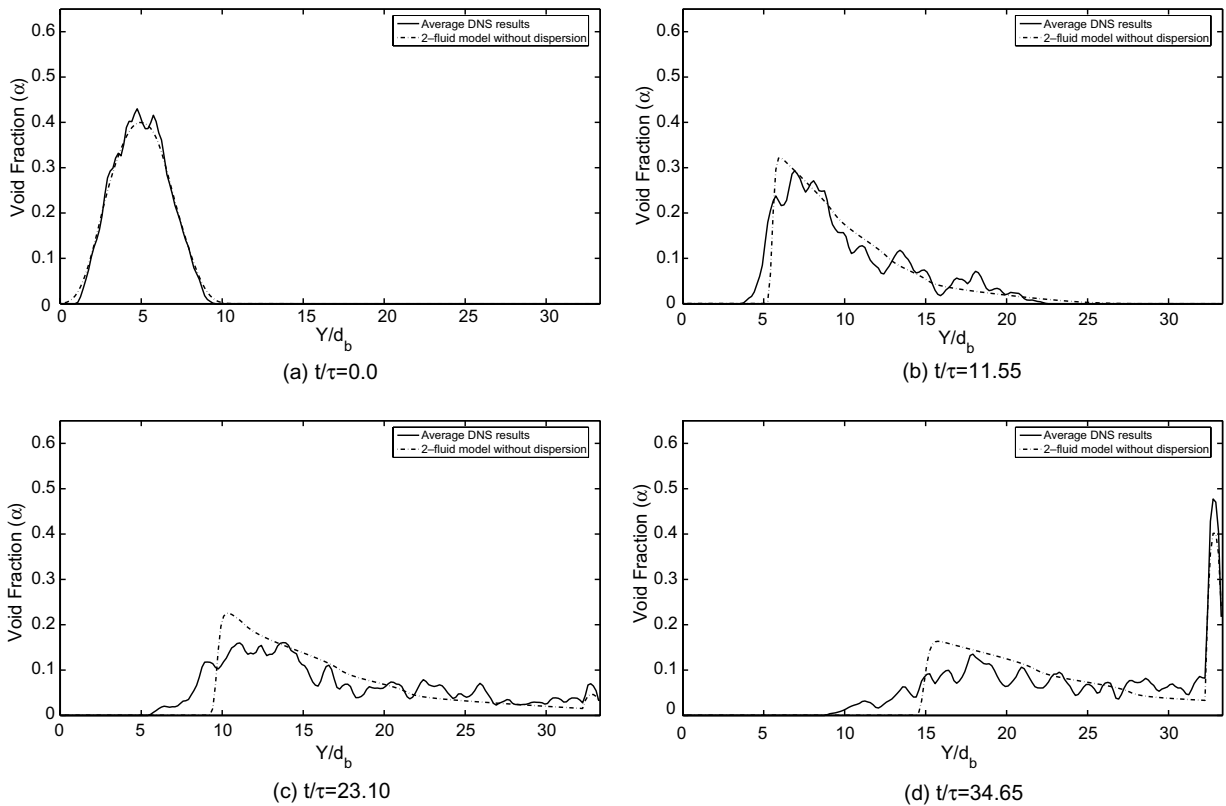 Average DNS results
2–fluid model without dispersion
0.6
0.5
0.4
0.3
0.2
0.1
0
Void Fraction (α)
0 5 10 15 20 25 30
Y/d_b
(a) t/τ=0.0
Average DNS results
2–fluid model without dispersion
0.6
0.5
0.4
0.3
0.2
0.1
0
Void Fraction (α)
0 5 10 15 20 25 30
Y/d_b
(b) t/τ=11.55
Average DNS results
2–fluid model without dispersion
0.6
0.5
0.4
0.3
0.2
0.1
0
Void Fraction (α)
0 5 10 15 20 25 30
Y/d_b
(c) t/τ=23.10
Average DNS results
2–fluid model without dispersion
0.6
0.5
0.4
0.3
0.2
0.1
0
Void Fraction (α)
0 5 10 15 20 25 30
Y/d_b
(d) t/τ=34.65